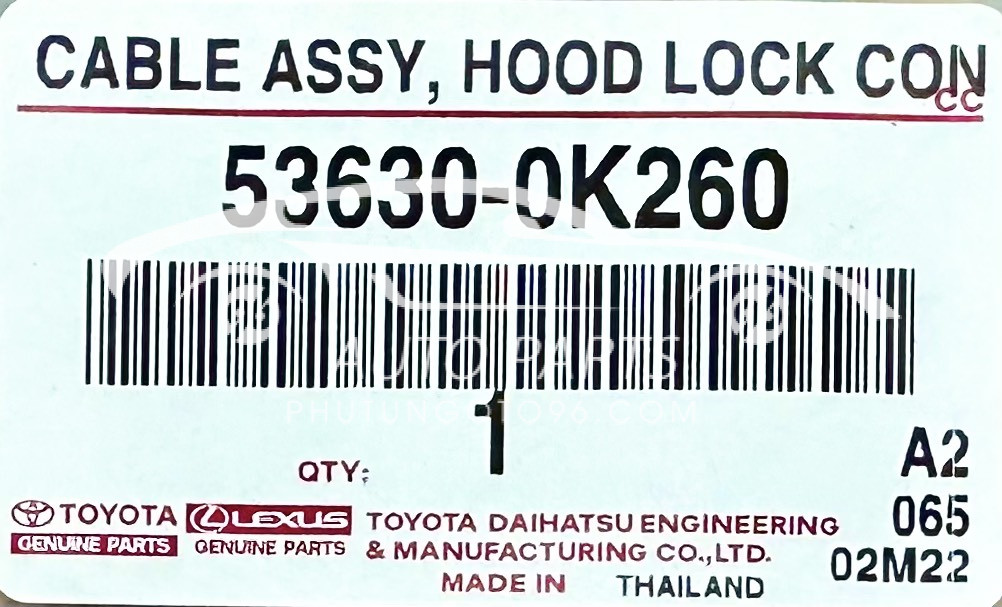 CABLE ASSY, HOOD LOCK CON
CC
53630-0K260
AUTO PARTS
PHUTUNGOTO96.COM
QTY: 1
A2
065
02M22
TOYOTA
GENUINE PARTS
LEXUS
GENUINE PARTS
TOYOTA DAIHATSU ENGINEERING
& MANUFACTURING CO.,LTD.
MADE IN THAILAND